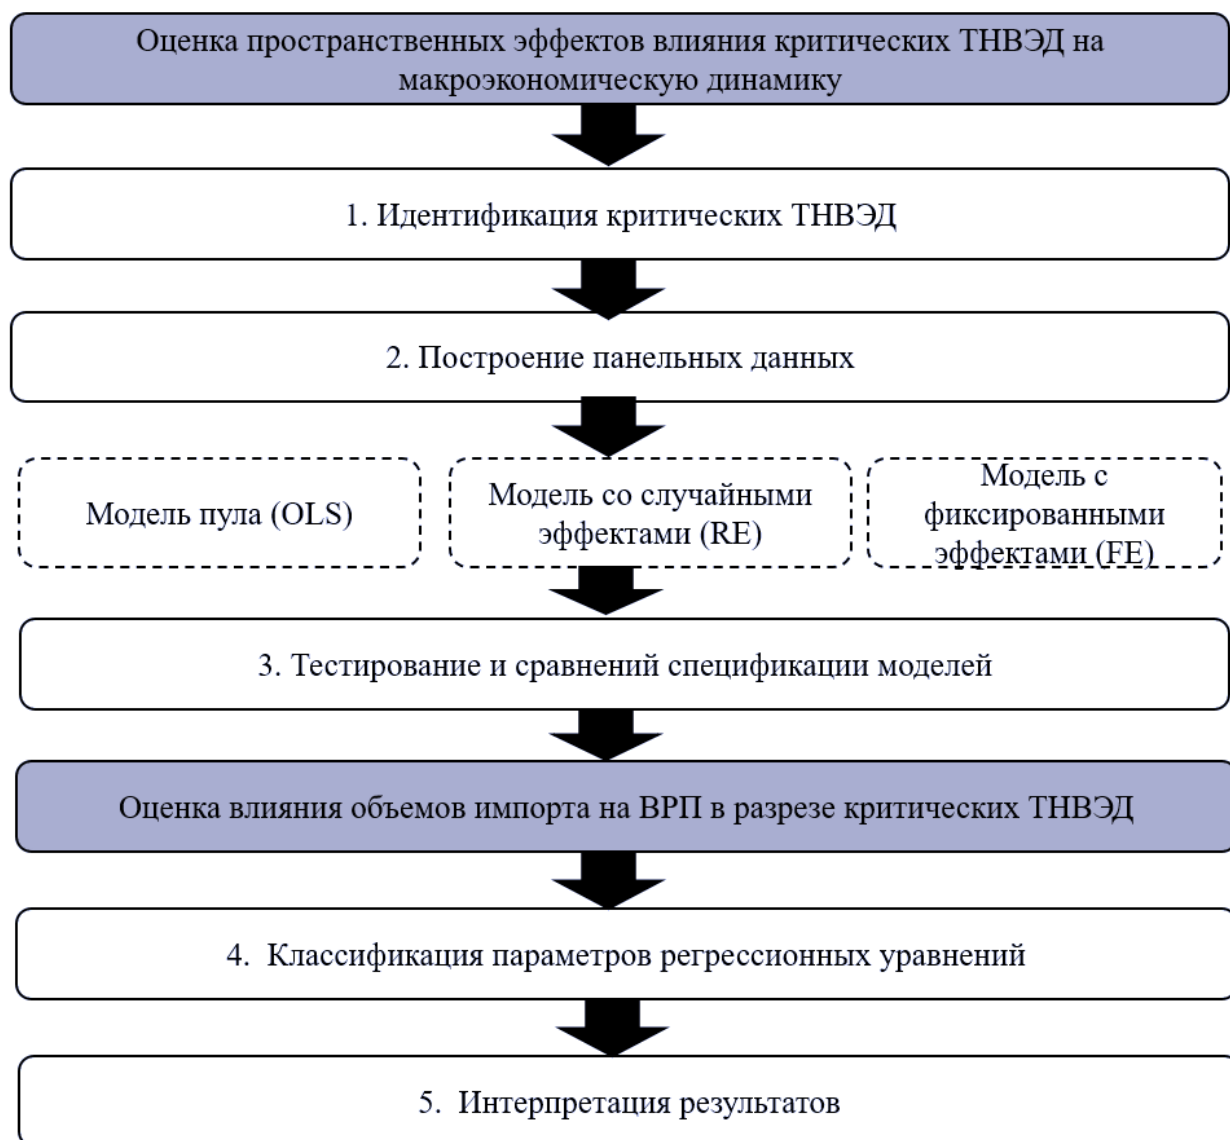 Оценка пространственных эффектов влияния критических ТНВЭД на
макроэкономическую динамику
1. Идентификация критических ТНВЭД
2. Построение панельных данных
Модель пула (OLS)
Модель со случайными
эффектами (RE)
Модель с
фиксированными
эффектами (FE)
3. Тестирование и сравнений спецификации моделей
Оценка влияния объемов импорта на ВРП в разрезе критических ТНВЭД
4. Классификация параметров регрессионных уравнений
5. Интерпретация результатов